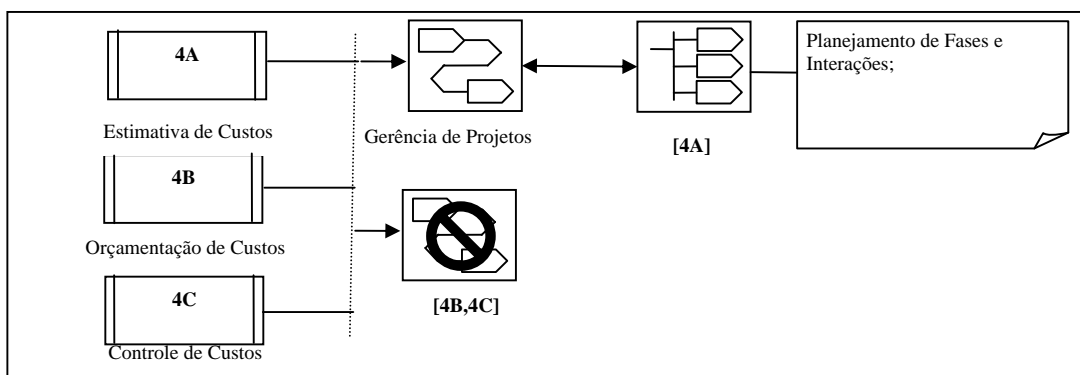 4A
Estimativa de Custos
4B
Orçamentação de Custos
4C
Controle de Custos
Gerência de Projetos
[4B,4C]
[4A]
Planejamento de Fases e
Interações;